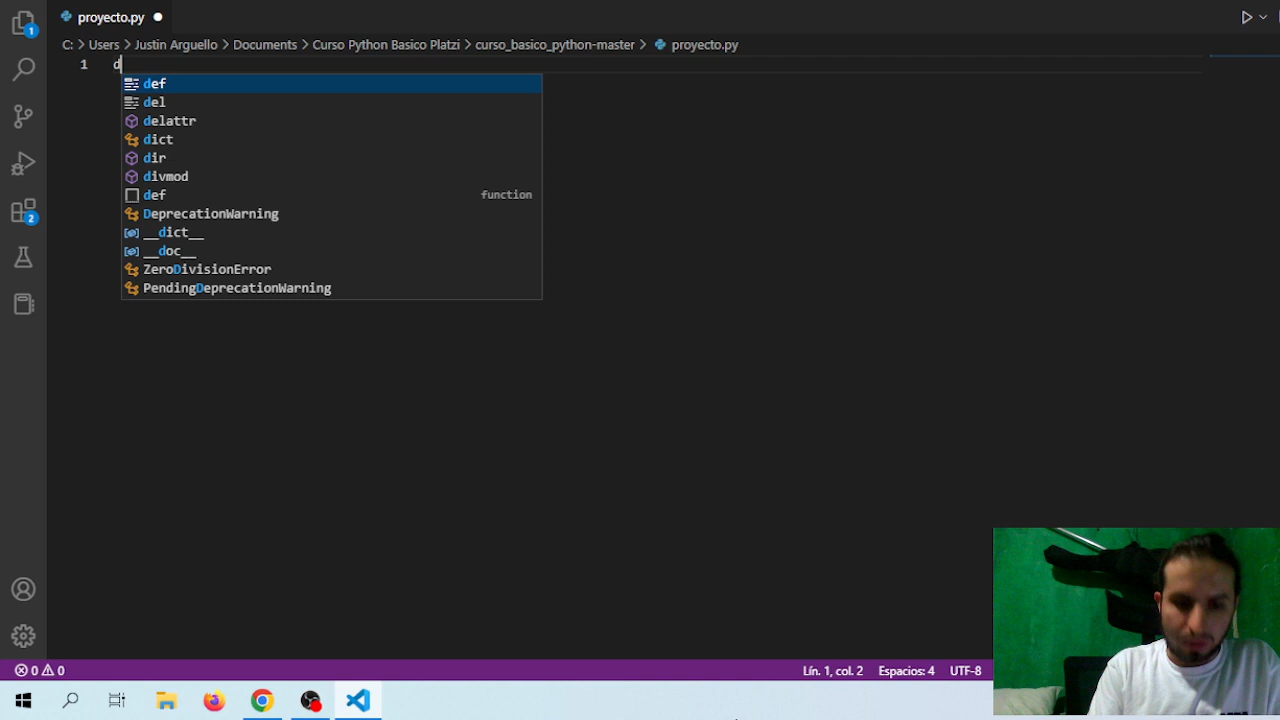 proyecto.py
C: > Users > Justin Arguello > Documents > Curso Python Basico Platzi > curso_basico_python-master > proyecto.py
1 d
def
del
delattr
dict
dir
divmod
def function
DeprecationWarning
__dict__
__doc__
ZeroDivisionError
PendingDeprecationWarning
1
2
0 0
Lín. 1, col. 2 Espacios: 4 UTF-8